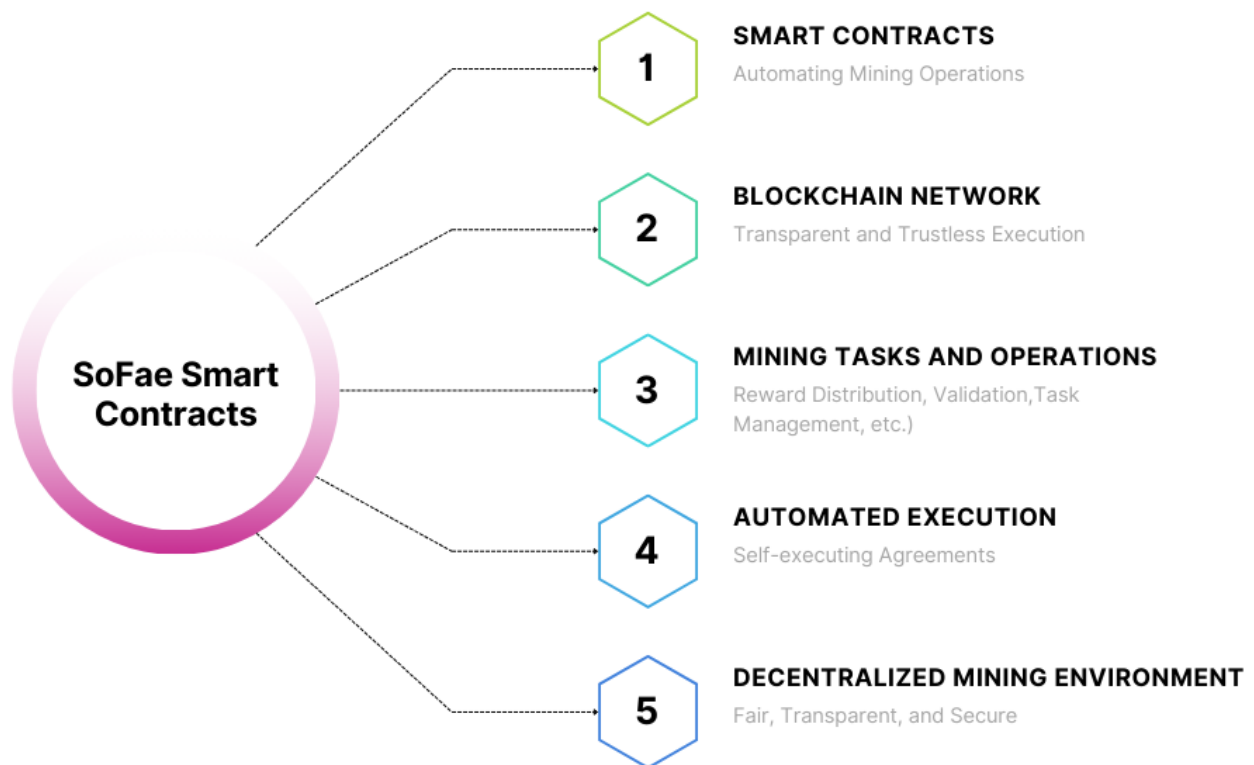 SoFae Smart
Contracts
1
SMART CONTRACTS
Automating Mining Operations
2
BLOCKCHAIN NETWORK
Transparent and Trustless Execution
3
MINING TASKS AND OPERATIONS
Reward Distribution, Validation,Task
Management, etc.)
4
AUTOMATED EXECUTION
Self-executing Agreements
5
DECENTRALIZED MINING ENVIRONMENT
Fair, Transparent, and Secure